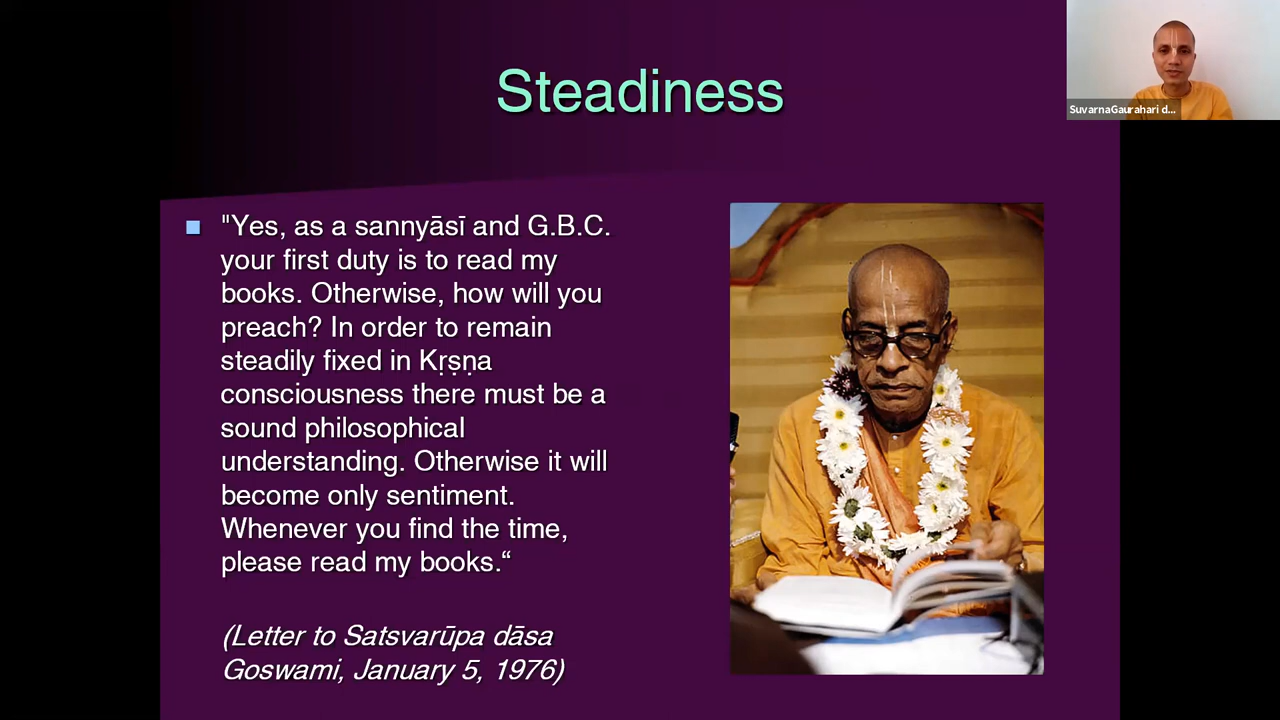 Steadiness
SuvarnaGaurahari d...
"Yes, as a sannyāsī and G.B.C.
your first duty is to read my
books. Otherwise, how will you
preach? In order to remain
steadily fixed in Kṛṣṇa
consciousness there must be a
sound philosophical
understanding. Otherwise it will
become only sentiment.
Whenever you find the time,
please read my books.“
(Letter to Satsvarūpa dāsa
Goswami, January 5, 1976)